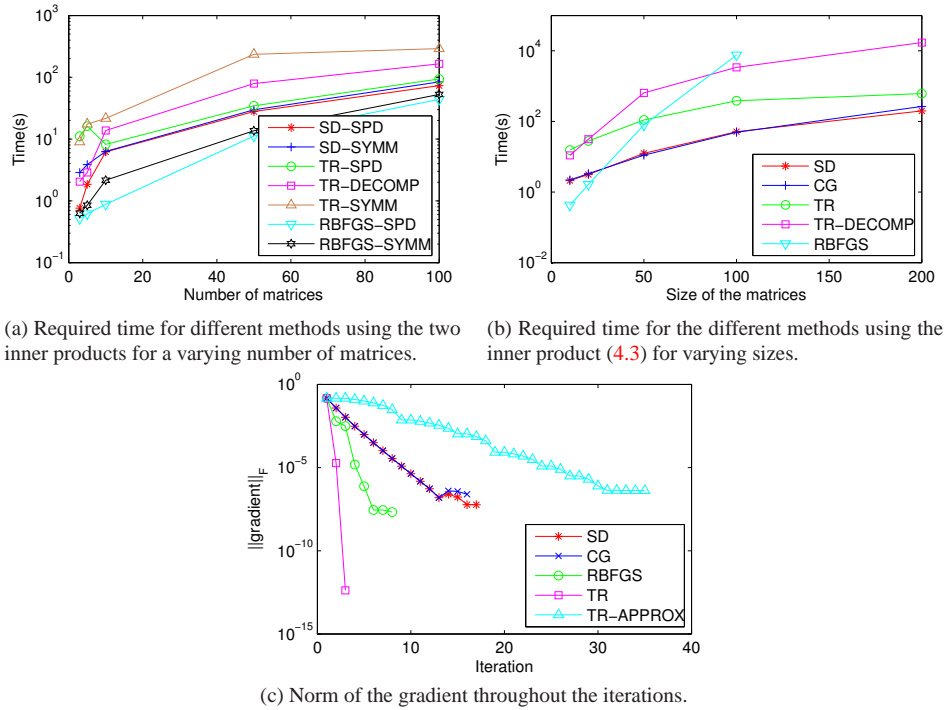 10^3
10^2
10^1
10^0
10^-1
Time(s)
0
20
40
60
80
100
Number of matrices
SD-SPD
SD-SYMM
TR-SPD
TR-DECOMP
TR-SYMM
RBFGS-SPD
RBFGS-SYMM
(a) Required time for different methods using the two
inner products for a varying number of matrices.
10^4
10^2
10^0
10^-2
Time(s)
0
50
100
150
200
Size of the matrices
SD
CG
TR
TR-DECOMP
RBFGS
(b) Required time for the different methods using the
inner product (4.3) for varying sizes.
10^0
10^-5
10^-10
10^-15
||gradient||_F
0
10
20
30
40
Iteration
SD
CG
RBFGS
TR
TR-APPROX
(c) Norm of the gradient throughout the iterations.